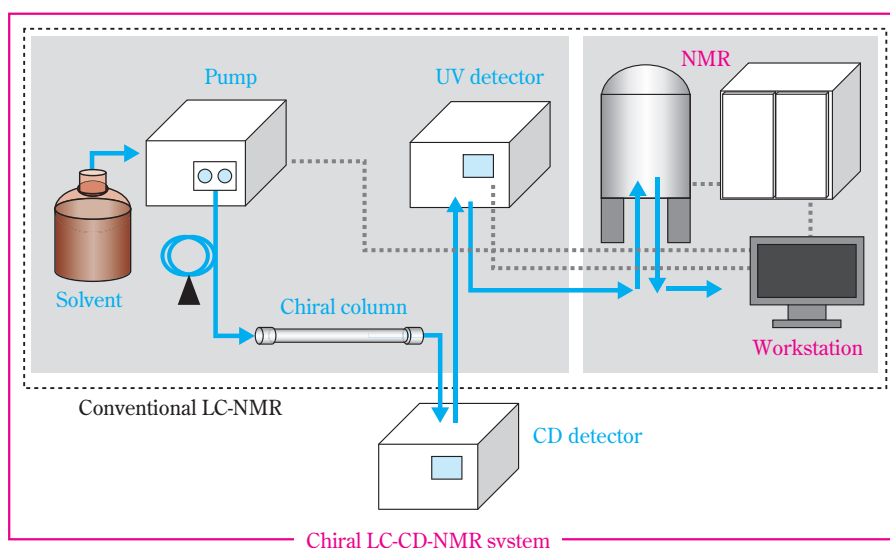 NMR
Pump
UV detector
Solvent
Chiral column
Workstation
Conventional LC-NMR
CD detector
Chiral LC-CD-NMR system